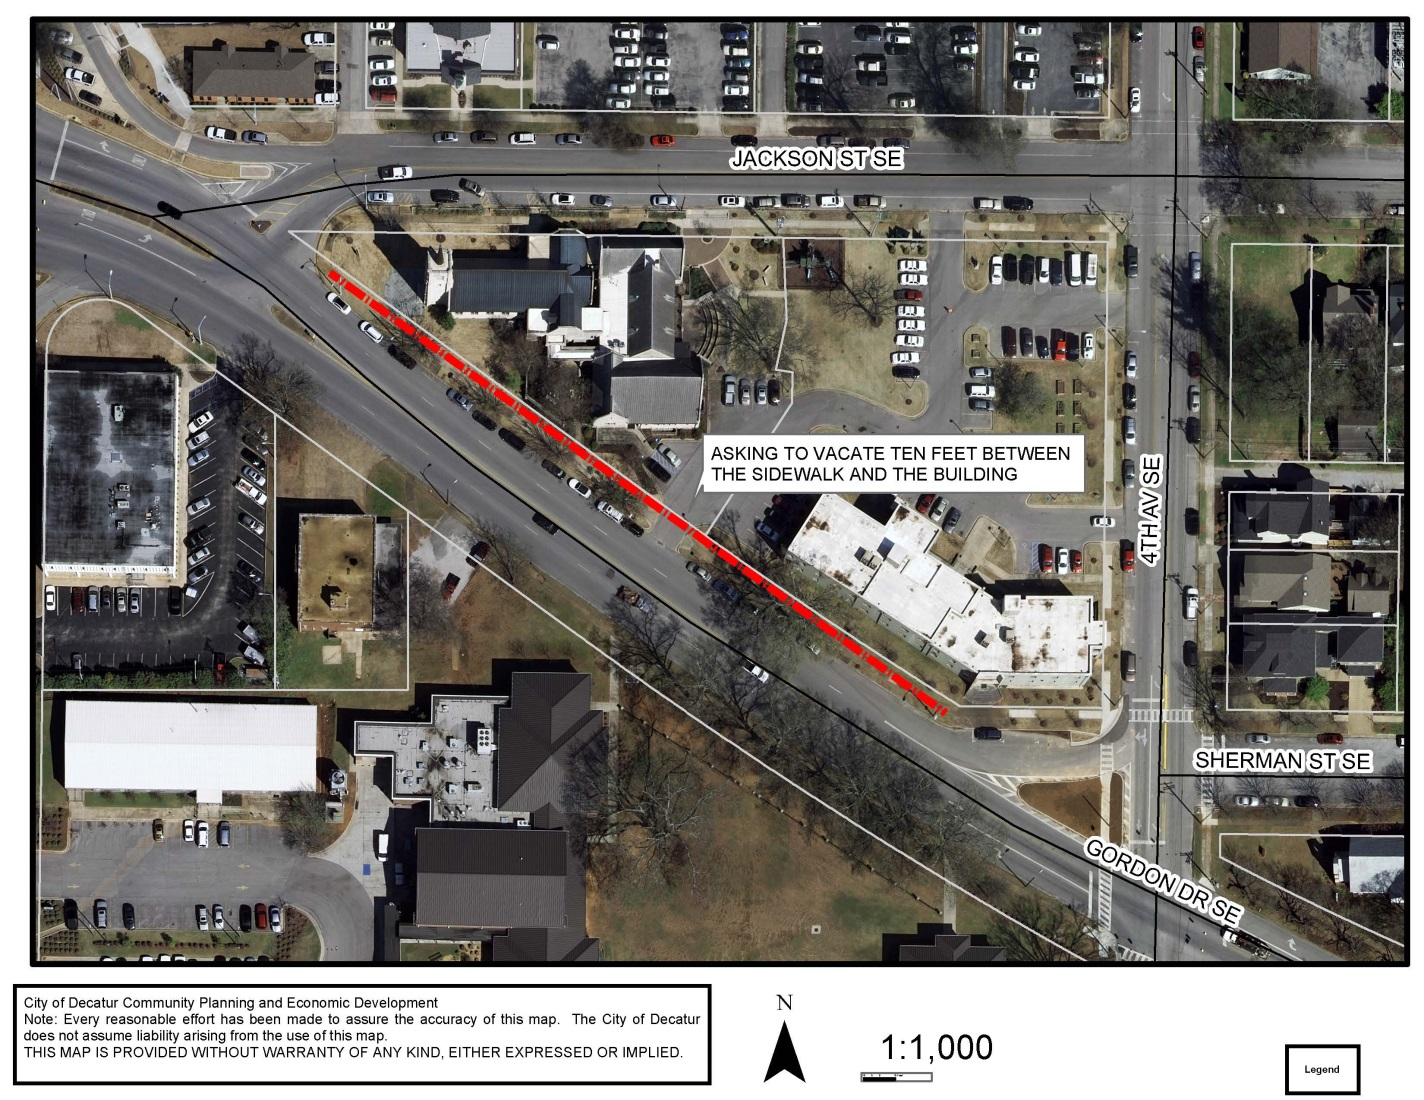 JACKSON ST SE
ASKING TO VACATE TEN FEET BETWEEN
THE SIDEWALK AND THE BUILDING
4TH AV SE
SHERMAN ST SE
GORDON DR SE
City of Decatur Community Planning and Economic Development
Note: Every reasonable effort has been made to assure the accuracy of this map. The City of Decatur
does not assume liability arising from the use of this map.
THIS MAP IS PROVIDED WITHOUT WARRANTY OF ANY KIND, EITHER EXPRESSED OR IMPLIED.
N
1:1,000
Legend